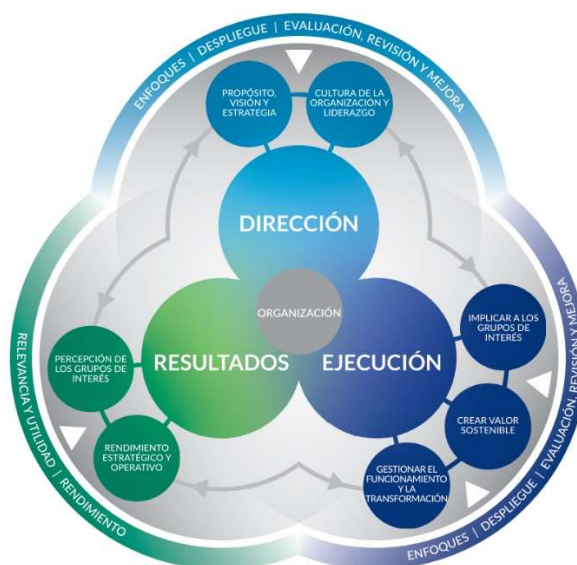 ENFOQUES | DESPLIEGUE | EVALUACIÓN, REVISIÓN Y MEJORA
PROPÓSITO,
VISIÓN Y
ESTRATEGIA
CULTURA DE LA
ORGANIZACIÓN Y
LIDERAZGO
DIRECCIÓN
ORGANIZACIÓN
RESULTADOS
EJECUCIÓN
PERCEPCIÓN DE
LOS GRUPOS DE
INTERÉS
RENDIMIENTO
ESTRATÉGICO Y
OPERATIVO
IMPLICAR A LOS
GRUPOS DE
INTERÉS
CREAR VALOR
SOSTENIBLE
GESTIONAR EL
FUNCIONAMIENTO
Y LA
TRANSFORMACIÓN
RELEVANCIA Y UTILIDAD | RENDIMIENTO
ENFOQUES | DESPLIEGUE | EVALUACIÓN, REVISIÓN Y MEJORA